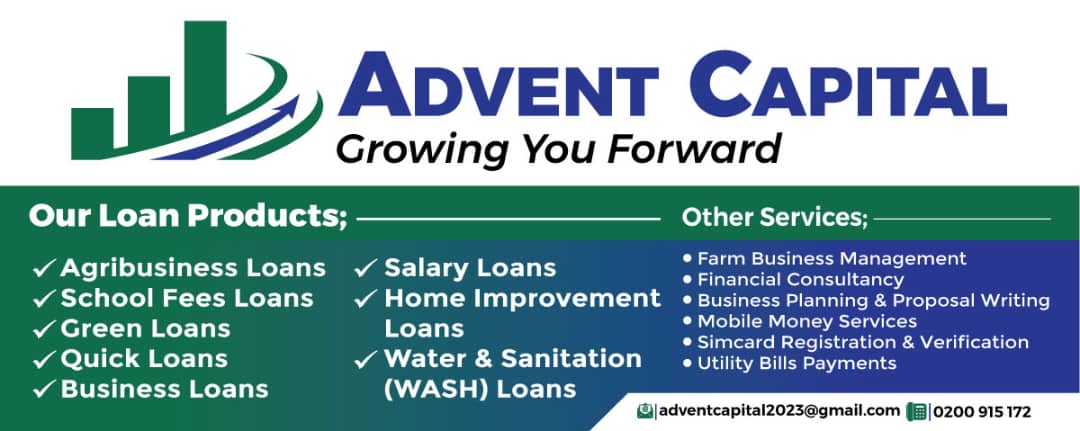 ADVENT CAPITAL
Growing You Forward
Our Loan Products;
Agribusiness Loans
School Fees Loans
Green Loans
Quick Loans
Business Loans
Salary Loans
Home Improvement
Loans
Water & Sanitation
(WASH) Loans
Other Services;
• Farm Business Management
• Financial Consultancy
• Business Planning & Proposal Writing
• Mobile Money Services
• Simcard Registration & Verification
• Utility Bills Payments
adventcapital2023@gmail.com 0200 915 172